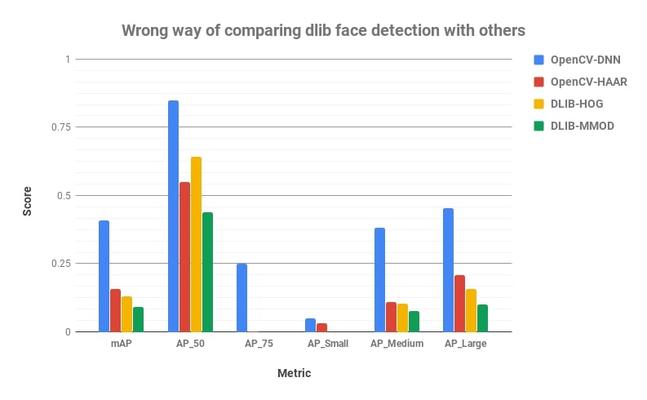 Wrong way of comparing dlib face detection with others
OpenCV-DNN
OpenCV-HAAR
DLIB-HOG
DLIB-MMOD
Score
1
0.75
0.5
0.25
0
mAP AP_50 AP_75 AP_Small AP_Medium AP_Large
Metric